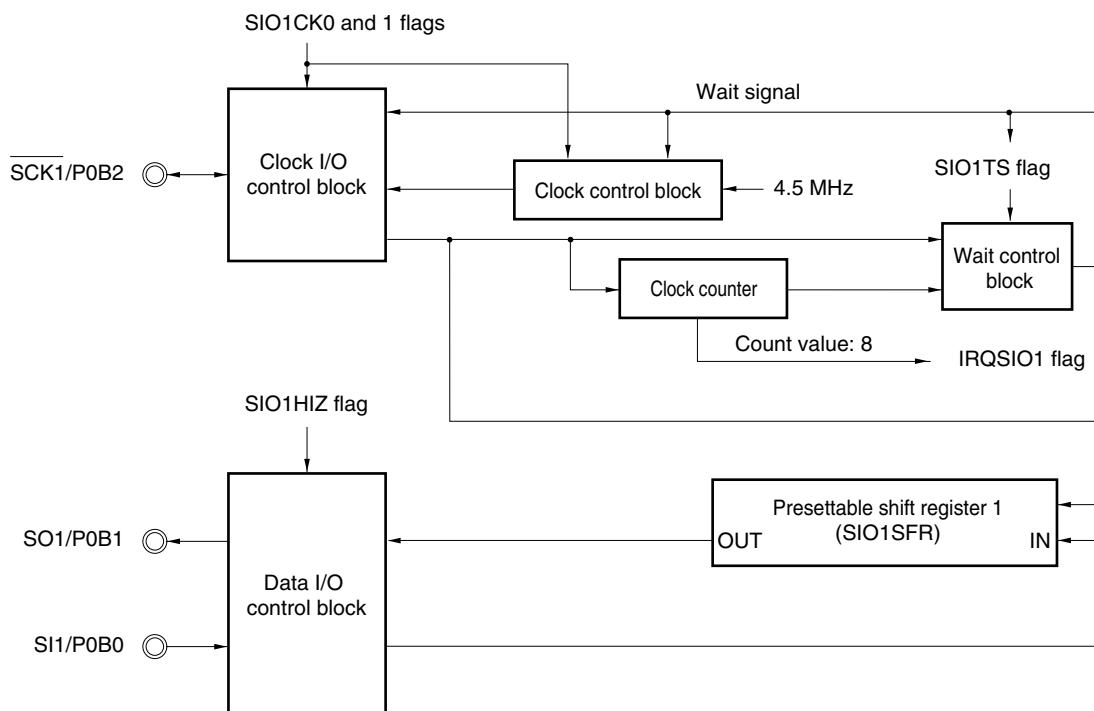 SIO1CK0 and 1 flags
Wait signal
Clock I/O
control block
SCK1/P0B2
Clock control block
4.5 MHz
SIO1TS flag
Wait control
block
Clock counter
Count value: 8
IRQSIO1 flag
SIO1HIZ flag
Presettable shift register 1
(SIO1SFR)
OUT
IN
SO1/P0B1
Data I/O
control block
SI1/P0B0